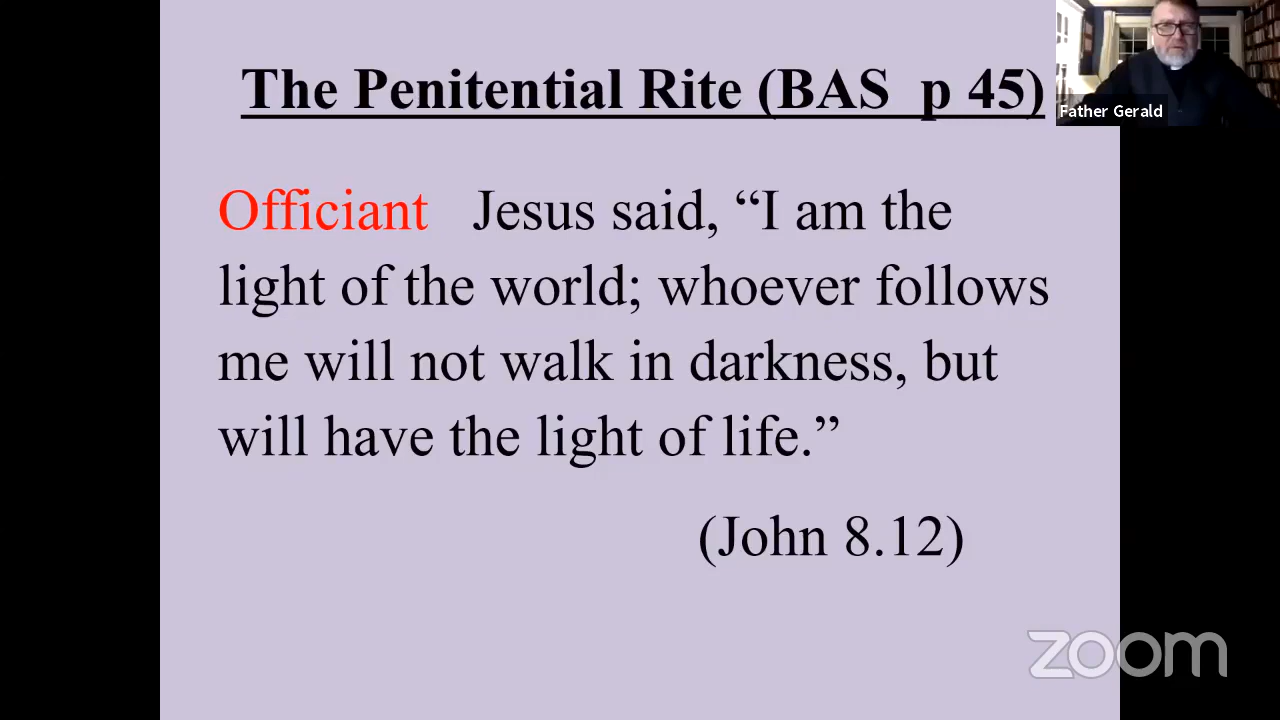 The Penitential Rite (BAS p 45)
Father Gerald
Officiant Jesus said, “I am the
light of the world; whoever follows
me will not walk in darkness, but
will have the light of life.”
(John 8.12)
zoom